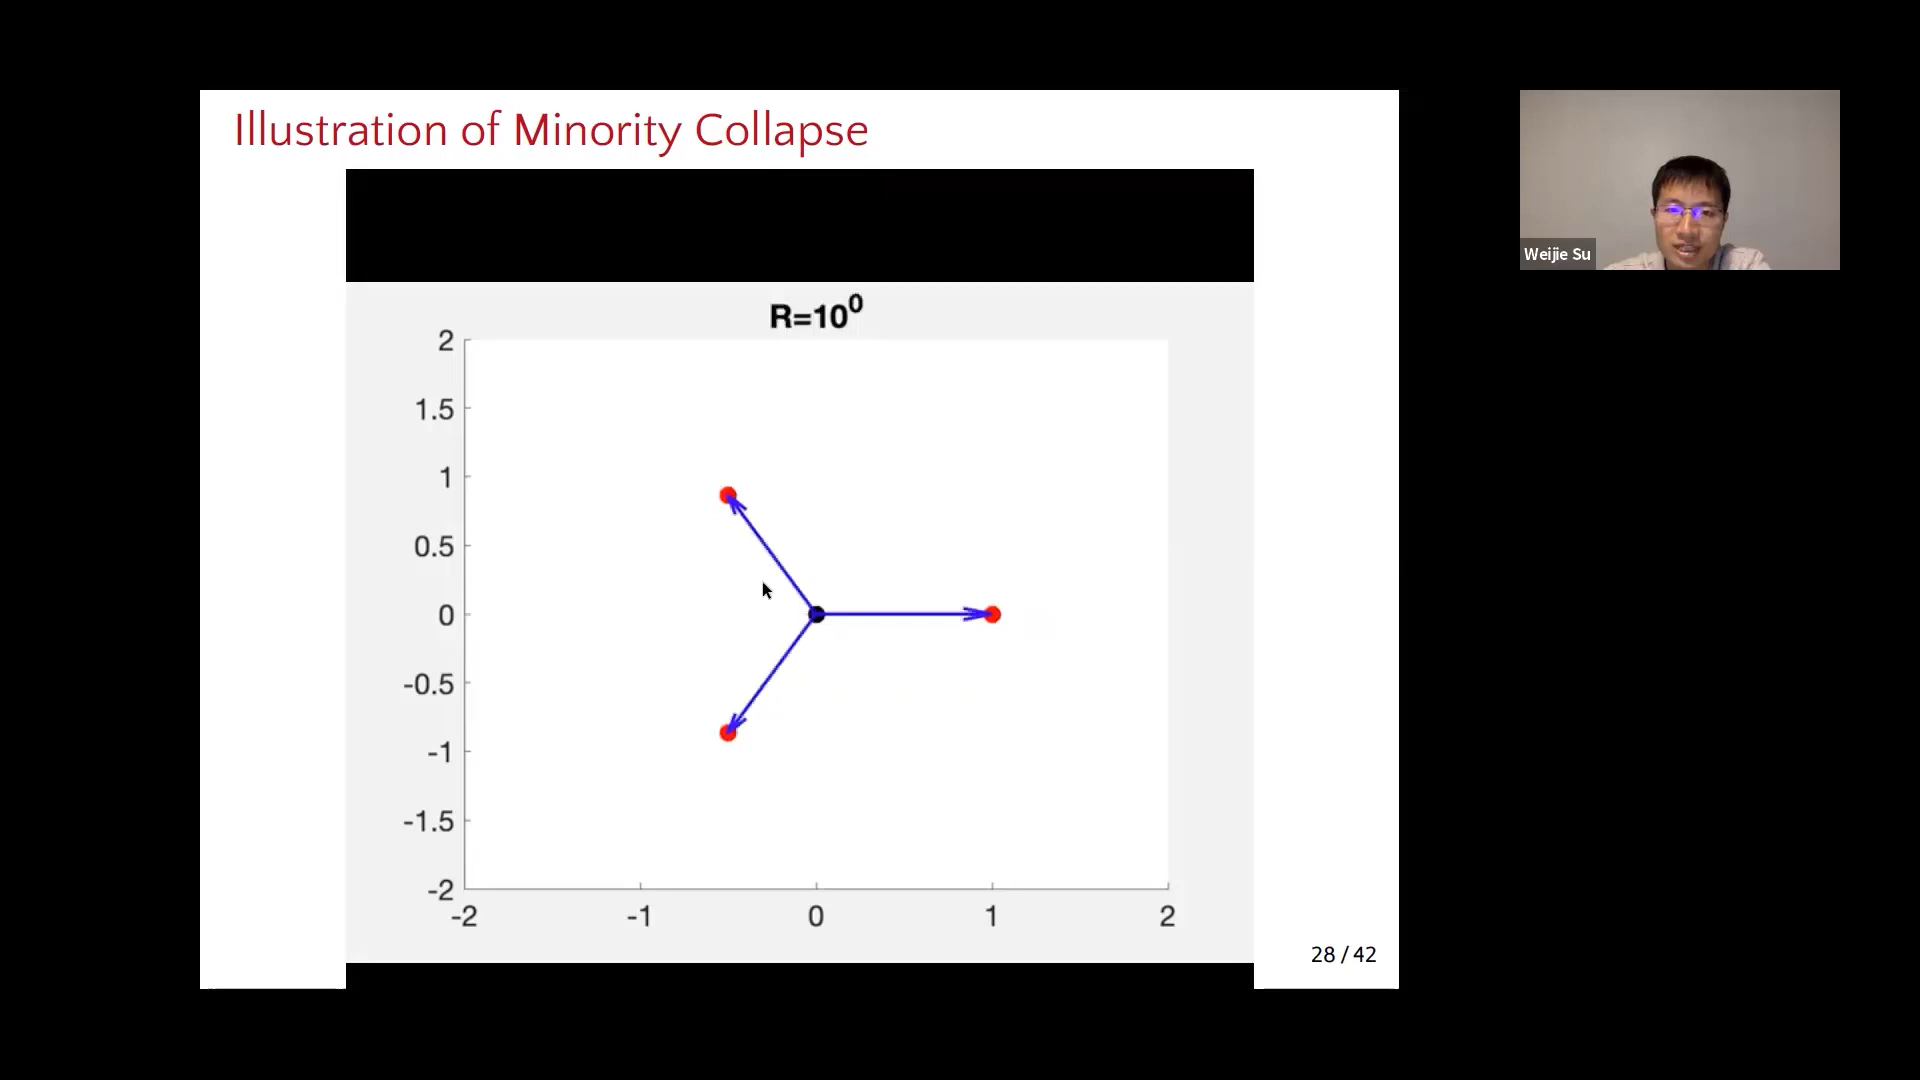 Illustration of Minority Collapse
Weijie Su
R=10⁰
2
1.5
1
0.5
0
-0.5
-1
-1.5
-2
-2 -1 0 1 2
28 / 42